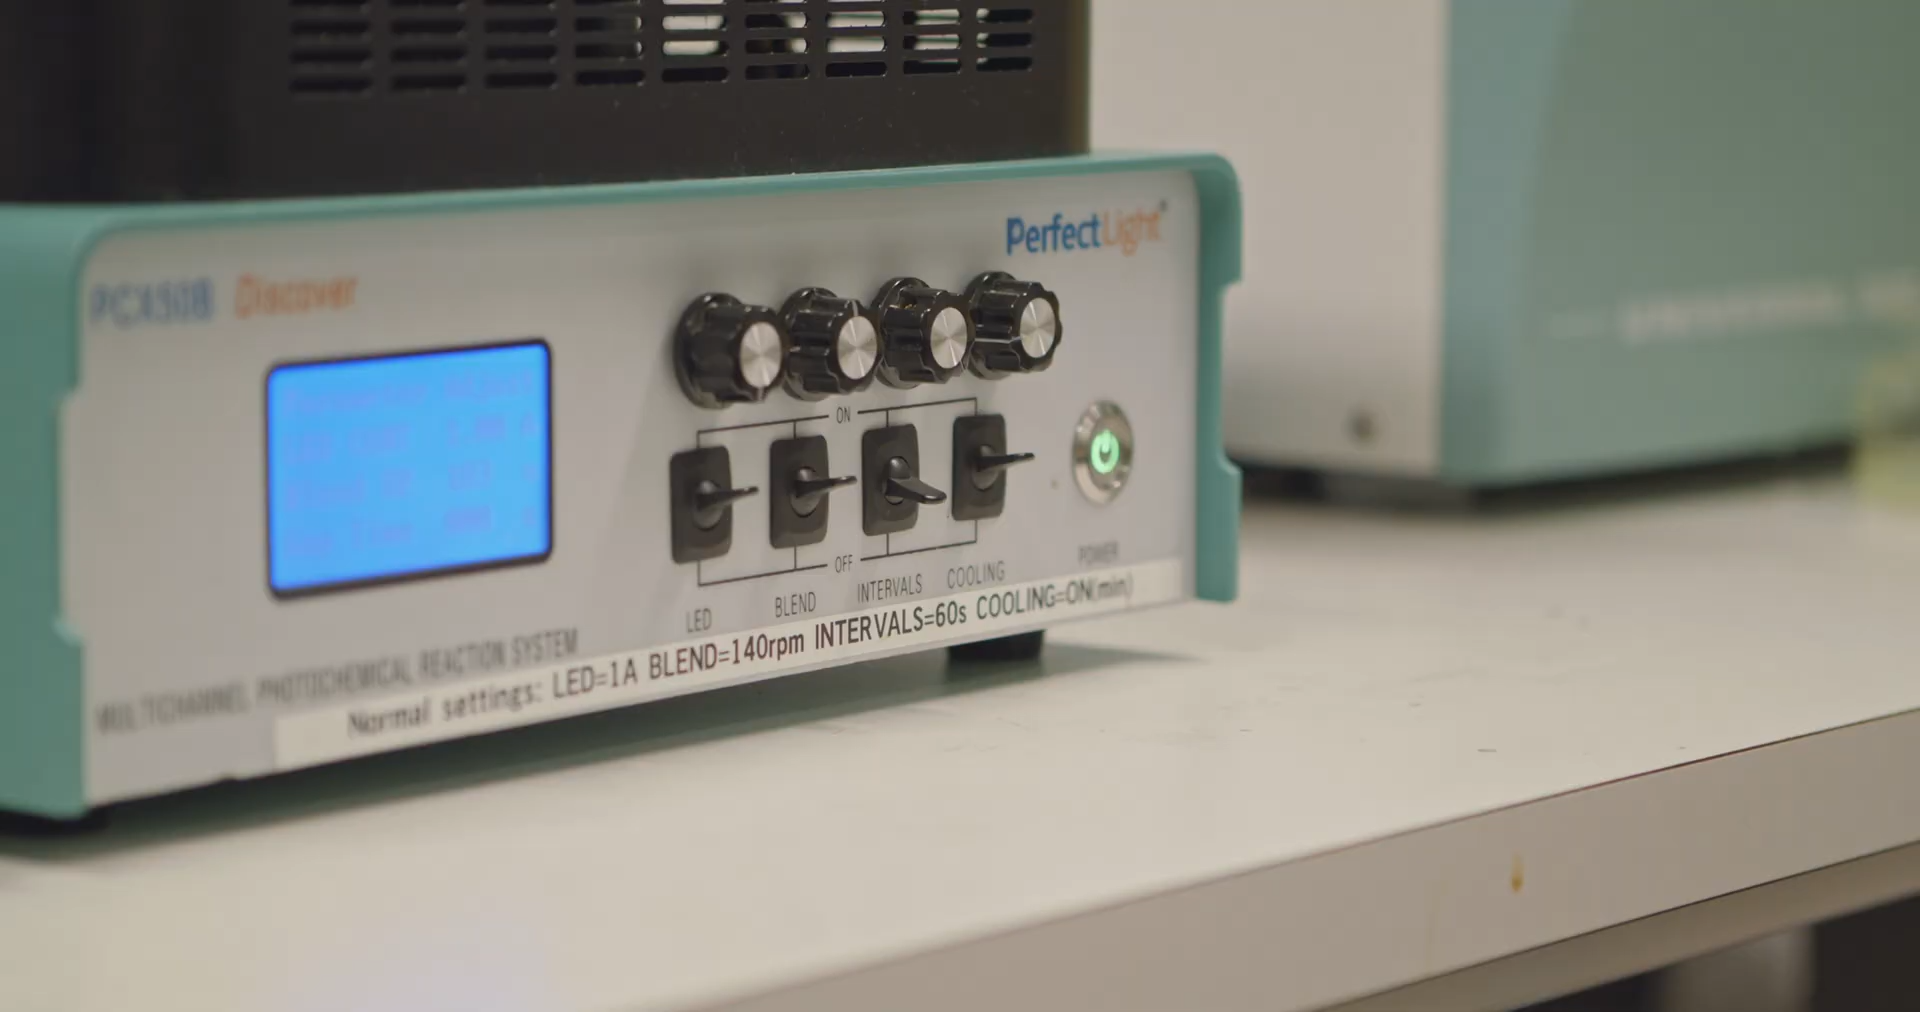 PerfectLight®
PCX50B Discover
ON
OFF
LED BLEND INTERVALS COOLING POWER
MULTICHANNEL PHOTOCHEMICAL REACTION SYSTEM
Normal settings: LED=1A BLEND=140rpm INTERVALS=60s COOLING=ON(min)